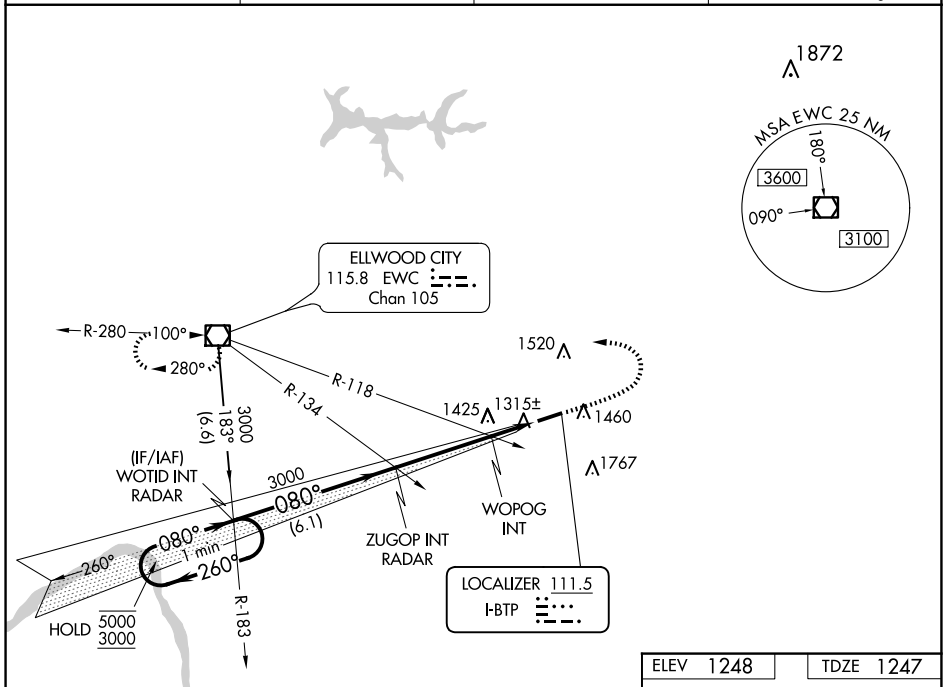 1872
MSA EWC 25 NM
180°
3600
090°
3100
ELLWOOD CITY
115.8 EWC
Chan 105
R-280
100°
280°
R-118
R-134
3000
183°
(6.6)
1520
1425
1315±
1460
1767
(IF/IAF)
WOTID INT
RADAR
3000
080°
(6.1)
WOPOG
INT
ZUGOP INT
RADAR
080°
1 min
260°
260°
HOLD 5000
3000
R-183
LOCALIZER 111.5
I-BTP
ELEV 1248
TDZE 1247